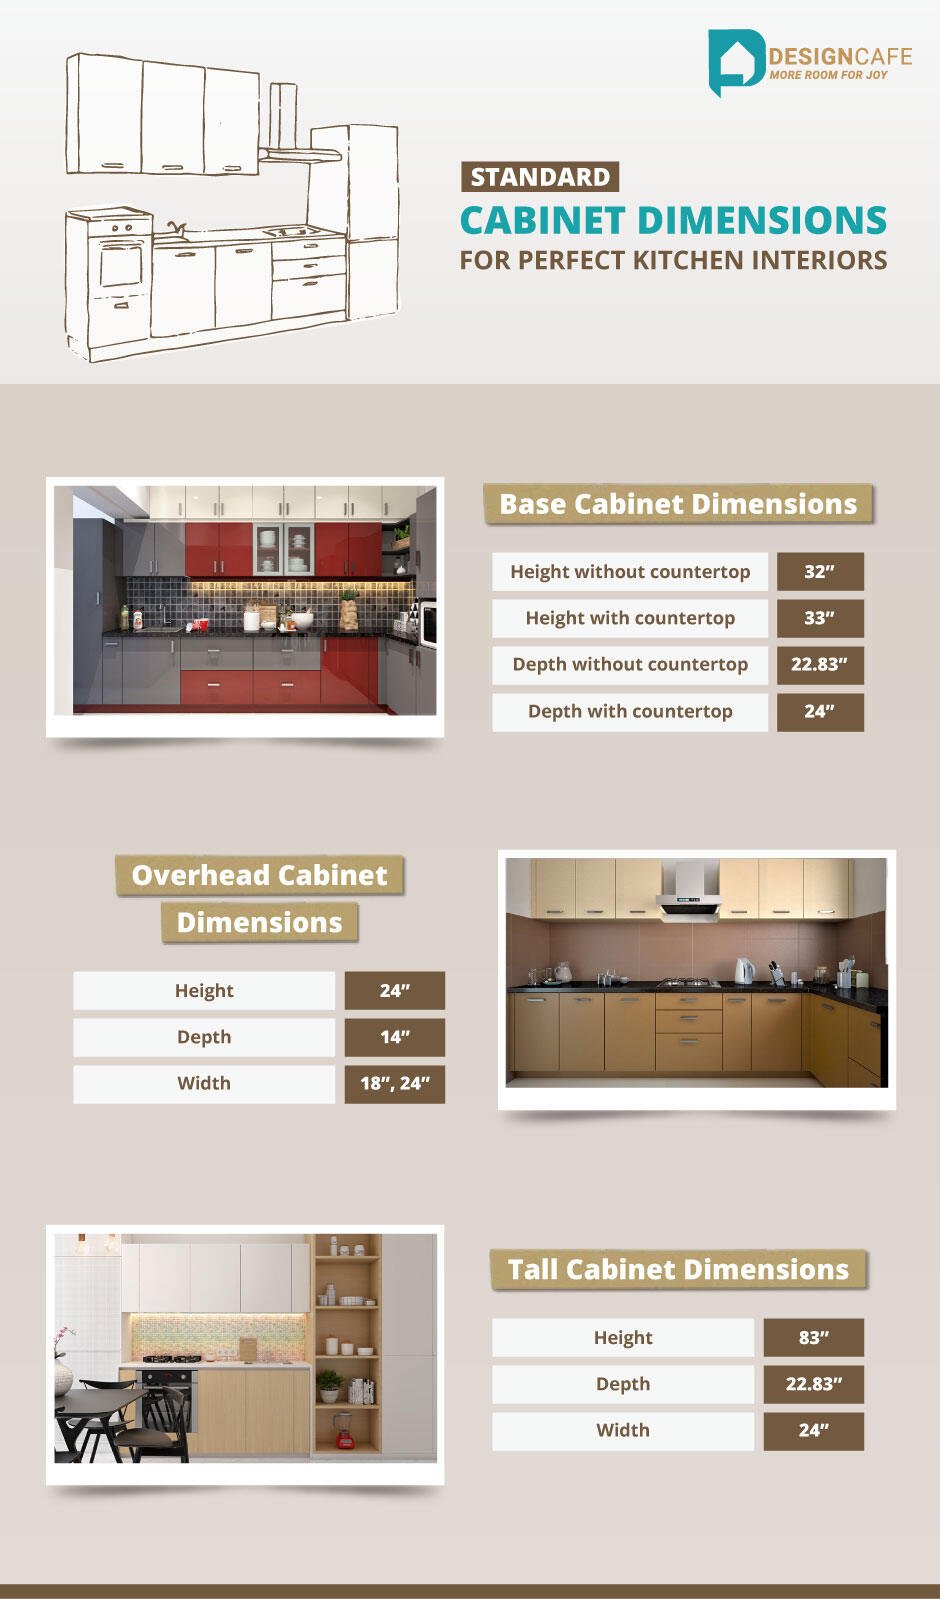 DESIGNCAFE
MORE ROOM FOR JOY
STANDARD
CABINET DIMENSIONS
FOR PERFECT KITCHEN INTERIORS
Base Cabinet Dimensions
Height without countertop 32”
Height with countertop 33”
Depth without countertop 22.83”
Depth with countertop 24”
Overhead Cabinet
Dimensions
Height 24”
Depth 14”
Width 18”, 24”
Tall Cabinet Dimensions
Height 83”
Depth 22.83”
Width 24”